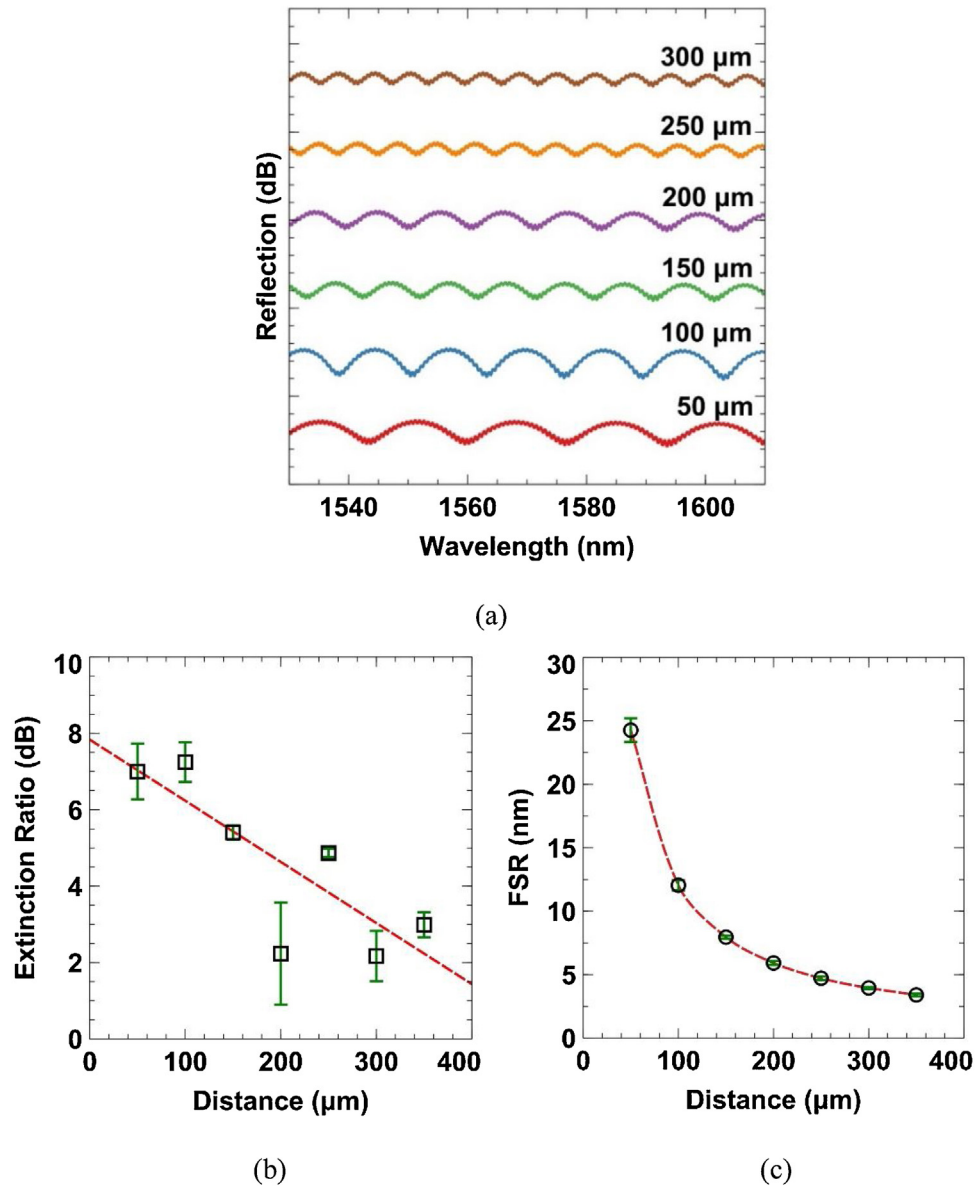 300 µm
250 µm
200 µm
150 µm
100 µm
50 µm
Reflection (dB)
1540 1560 1580 1600
Wavelength (nm)
(a)
10
8
6
4
2
0
Extinction Ratio (dB)
0 100 200 300 400
Distance (µm)
(b)
30
25
20
15
10
5
0
FSR (nm)
0 100 200 300 400
Distance (µm)
(c)